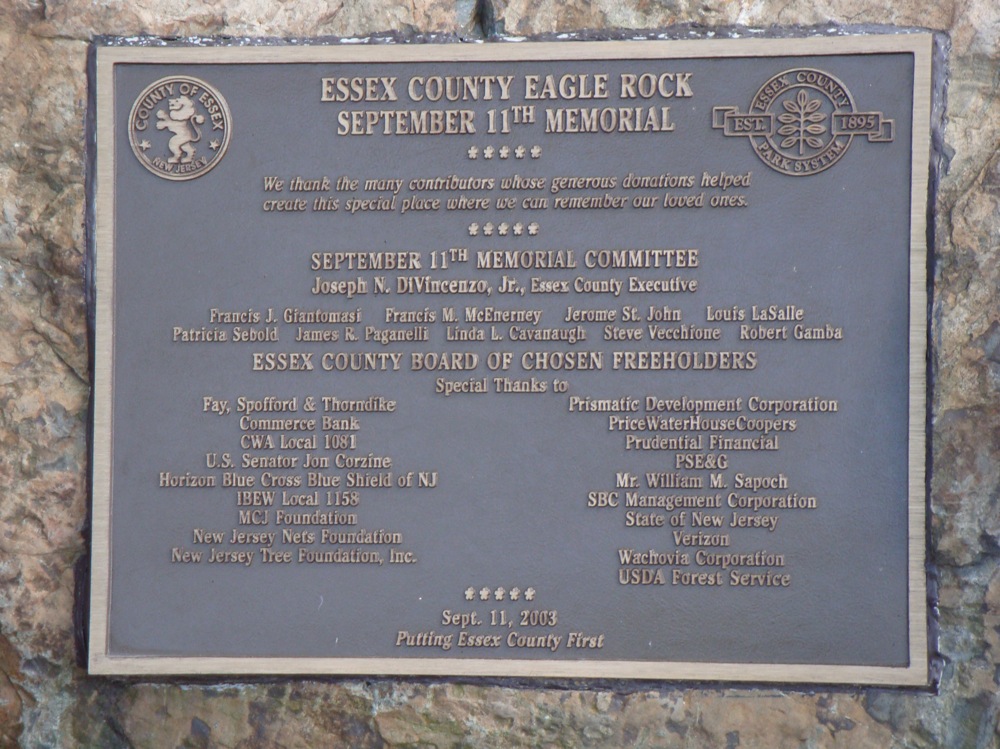 COUNTY OF ESSEX
NEW JERSEY
ESSEX COUNTY EAGLE ROCK
SEPTEMBER 11TH MEMORIAL
ESSEX COUNTY
EST. 1895
PARK SYSTEM
We thank the many contributors whose generous donations helped
create this special place where we can remember our loved ones.
SEPTEMBER 11TH MEMORIAL COMMITTEE
Joseph N. DiVincenzo, Jr., Essex County Executive
Francis J. Giantomasi Francis M. McEnerney Jerome St. John Louis LaSalle
Patricia Sebold James R. Paganelli Linda L. Cavanaugh Steve Vecchione Robert Gamba
ESSEX COUNTY BOARD OF CHOSEN FREEHOLDERS
Special Thanks to
Fay, Spofford & Thorndike
Commerce Bank
CWA Local 1081
U.S. Senator Jon Corzine
Horizon Blue Cross Blue Shield of NJ
IBEW Local 1158
MCJ Foundation
New Jersey Nets Foundation
New Jersey Tree Foundation, Inc.
Prismatic Development Corporation
PriceWaterHouseCoopers
Prudential Financial
PSE&G
Mr. William M. Sapoch
SBC Management Corporation
State of New Jersey
Verizon
Wachovia Corporation
USDA Forest Service
Sept. 11, 2003
Putting Essex County First